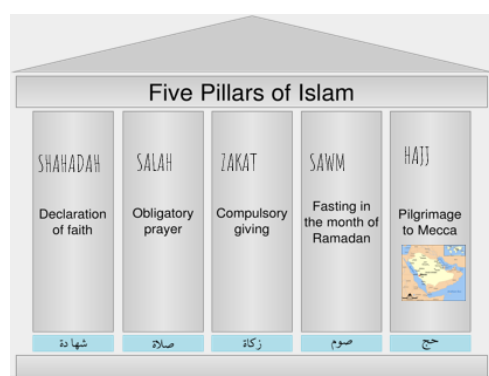 Five Pillars of Islam
SHAHADAH
Declaration
of faith
شهادة
SALAH
Obligatory
prayer
صلاة
ZAKAT
Compulsory
giving
زكاة
SAWM
Fasting in
the month of
Ramadan
صوم
HAJJ
Pilgrimage
to Mecca
حج